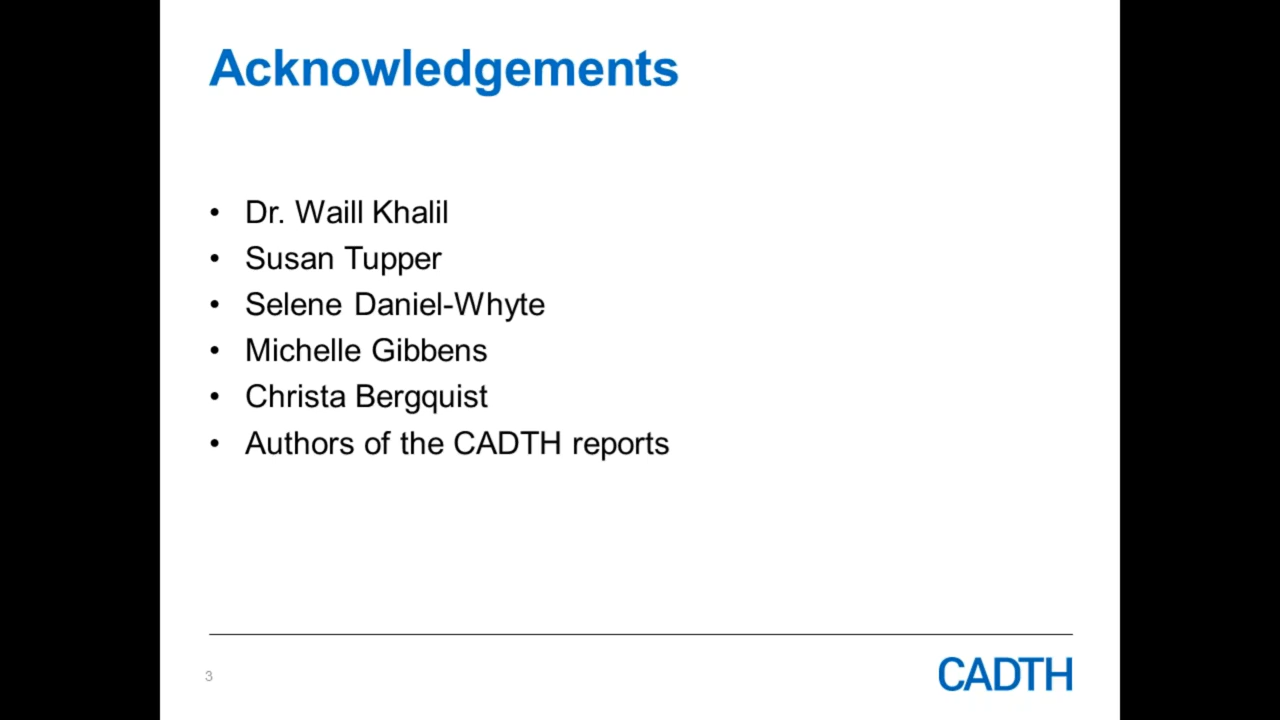 Acknowledgements
• Dr. Waill Khalil
• Susan Tupper
• Selene Daniel-Whyte
• Michelle Gibbens
• Christa Bergquist
• Authors of the CADTH reports
3
CADTH